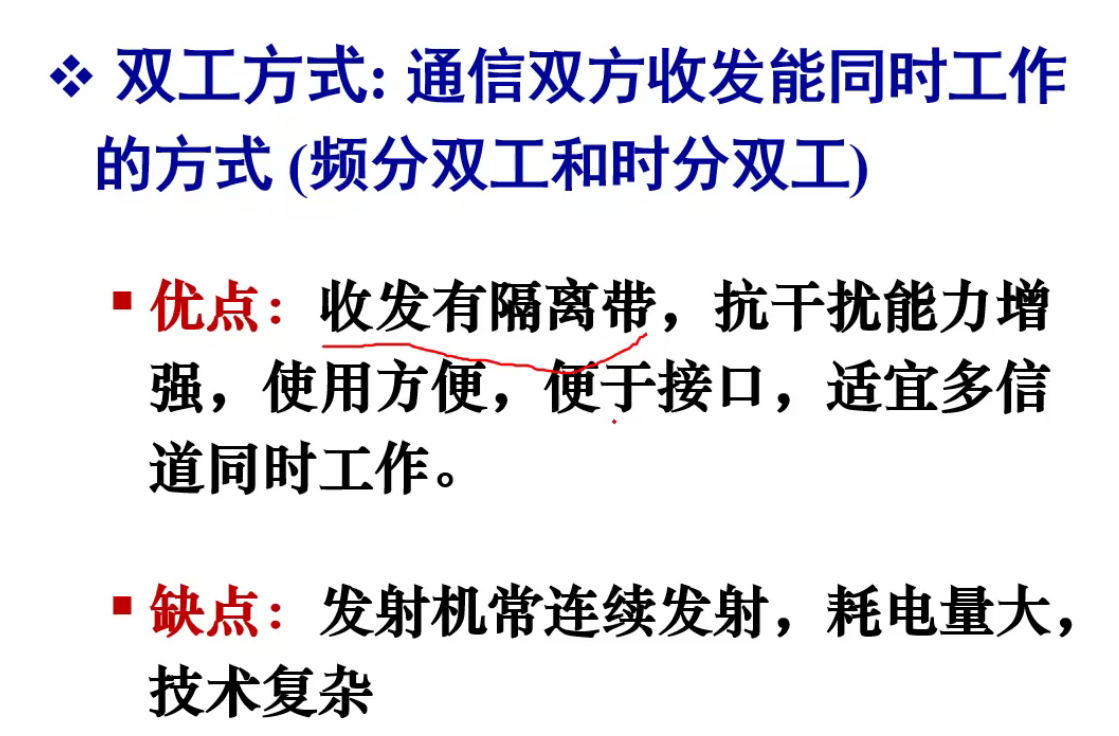 ❖ 双工方式: 通信双方收发能同时工作
的方式 (频分双工和时分双工)
▪ 优点：收发有隔离带，抗干扰能力增
强，使用方便，便于接口，适宜多信
道同时工作。
▪ 缺点：发射机常连续发射，耗电量大，
技术复杂